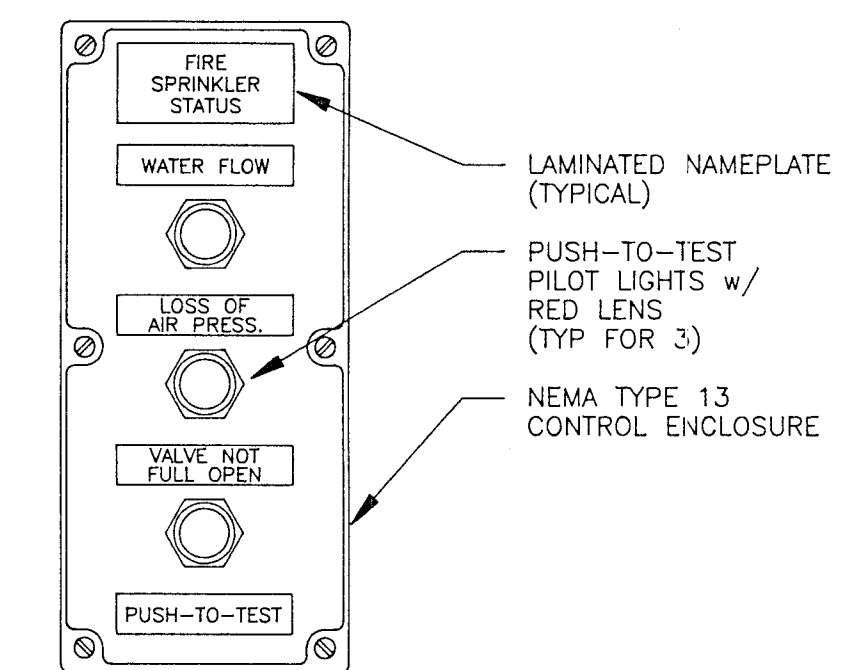 FIRE
SPRINKLER
STATUS
WATER FLOW
LOSS OF
AIR PRESS.
VALVE NOT
FULL OPEN
PUSH-TO-TEST
LAMINATED NAMEPLATE
(TYPICAL)
PUSH-TO-TEST
PILOT LIGHTS w/
RED LENS
(TYP FOR 3)
NEMA TYPE 13
CONTROL ENCLOSURE